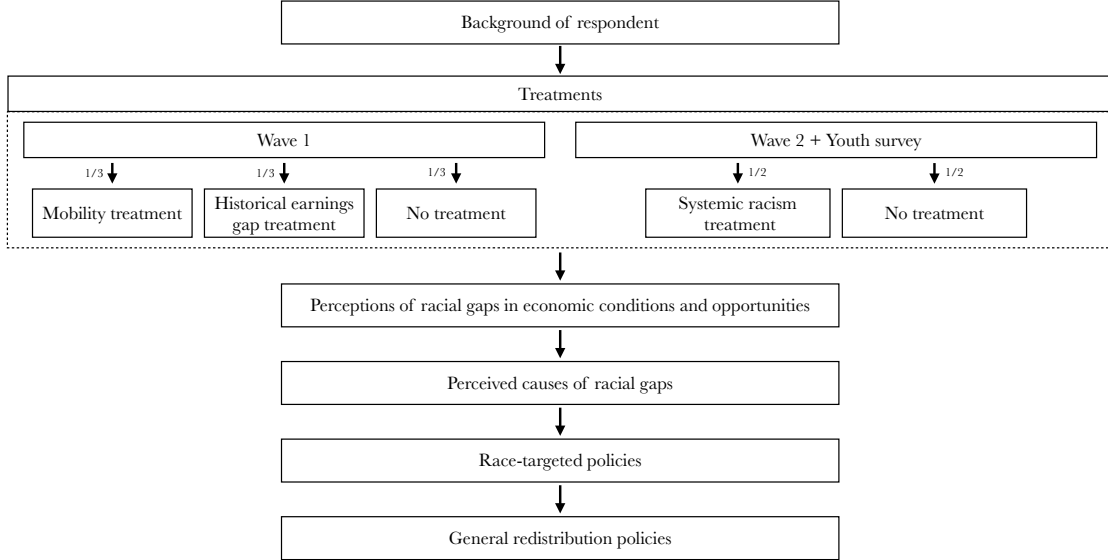 Background of respondent
Treatments
Wave 1
Wave 2 + Youth survey
1/3
1/3
1/3
1/2
1/2
Mobility treatment
Historical earnings
gap treatment
No treatment
Systemic racism
treatment
No treatment
Perceptions of racial gaps in economic conditions and opportunities
Perceived causes of racial gaps
Race-targeted policies
General redistribution policies